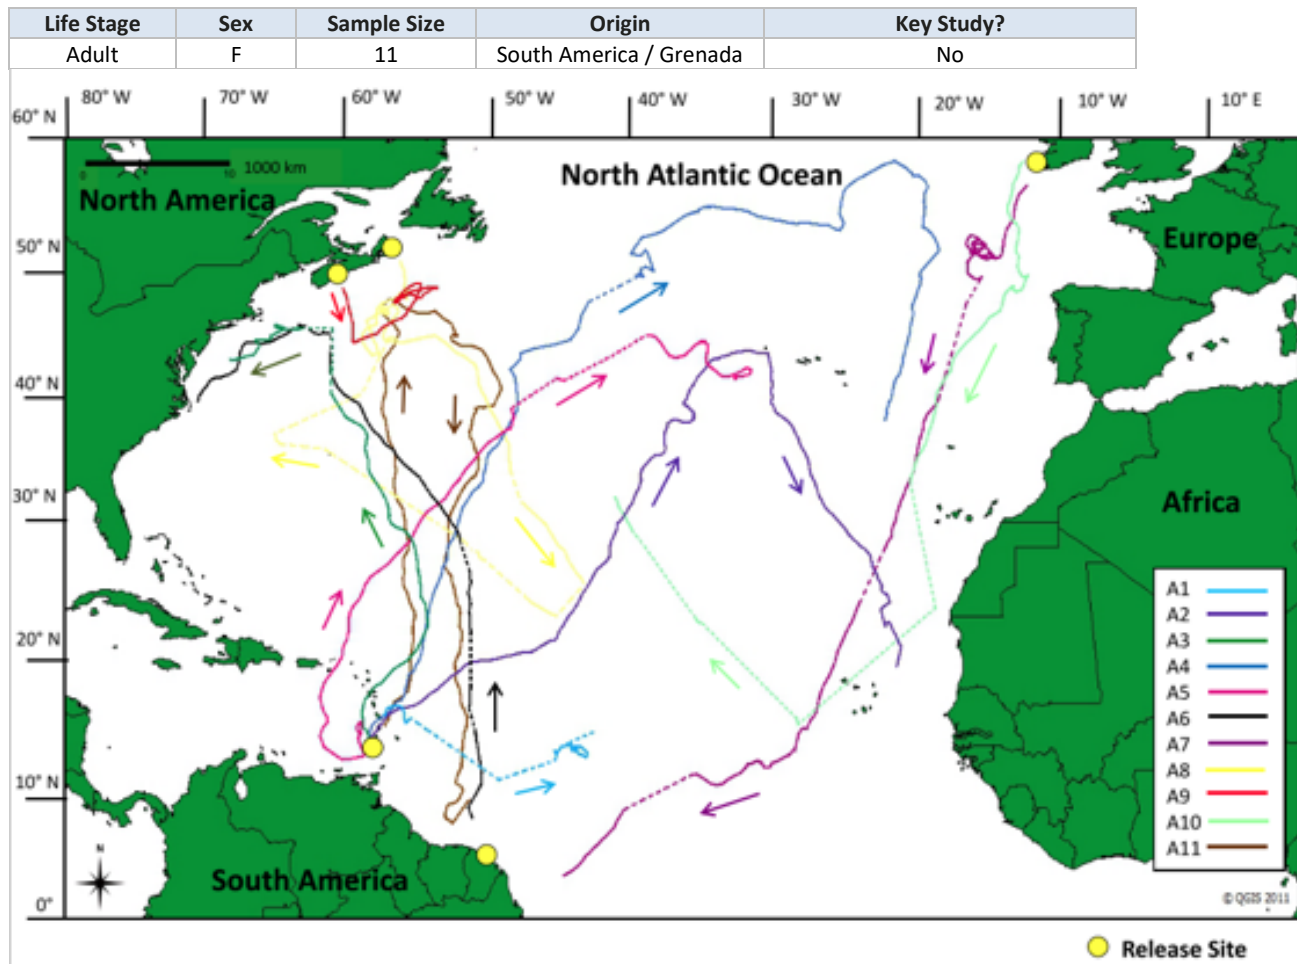 Life Stage Sex Sample Size Origin Key Study?
Adult F 11 South America / Grenada No
80° W 70° W 60° W 50° W 40° W 30° W 20° W 10° W 10° E
60° N
0 10 1000 km
North America
North Atlantic Ocean
50° N
Europe
40° N
30° N
Africa
20° N
10° N
0°
N
South America
A1
A2
A3
A4
A5
A6
A7
A8
A9
A10
A11
© QGIS 2011
Release Site